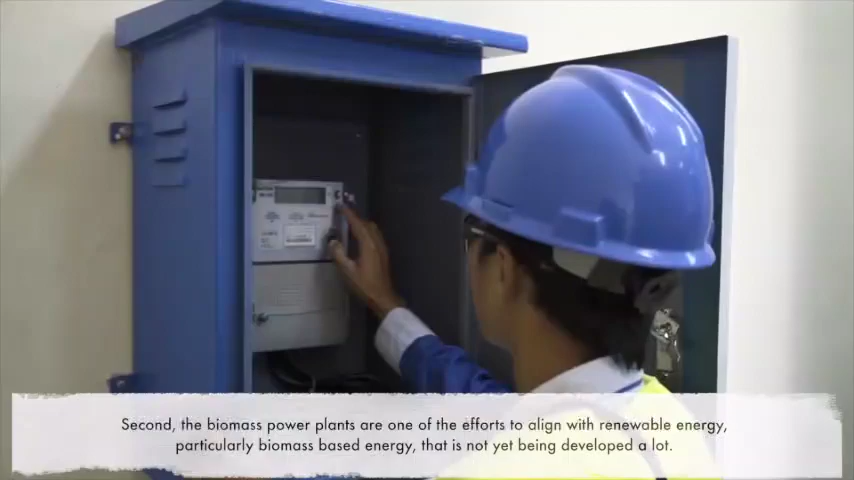 Second, the biomass power plants are one of the efforts to align with renewable energy,
particularly biomass based energy, that is not yet being developed a lot.